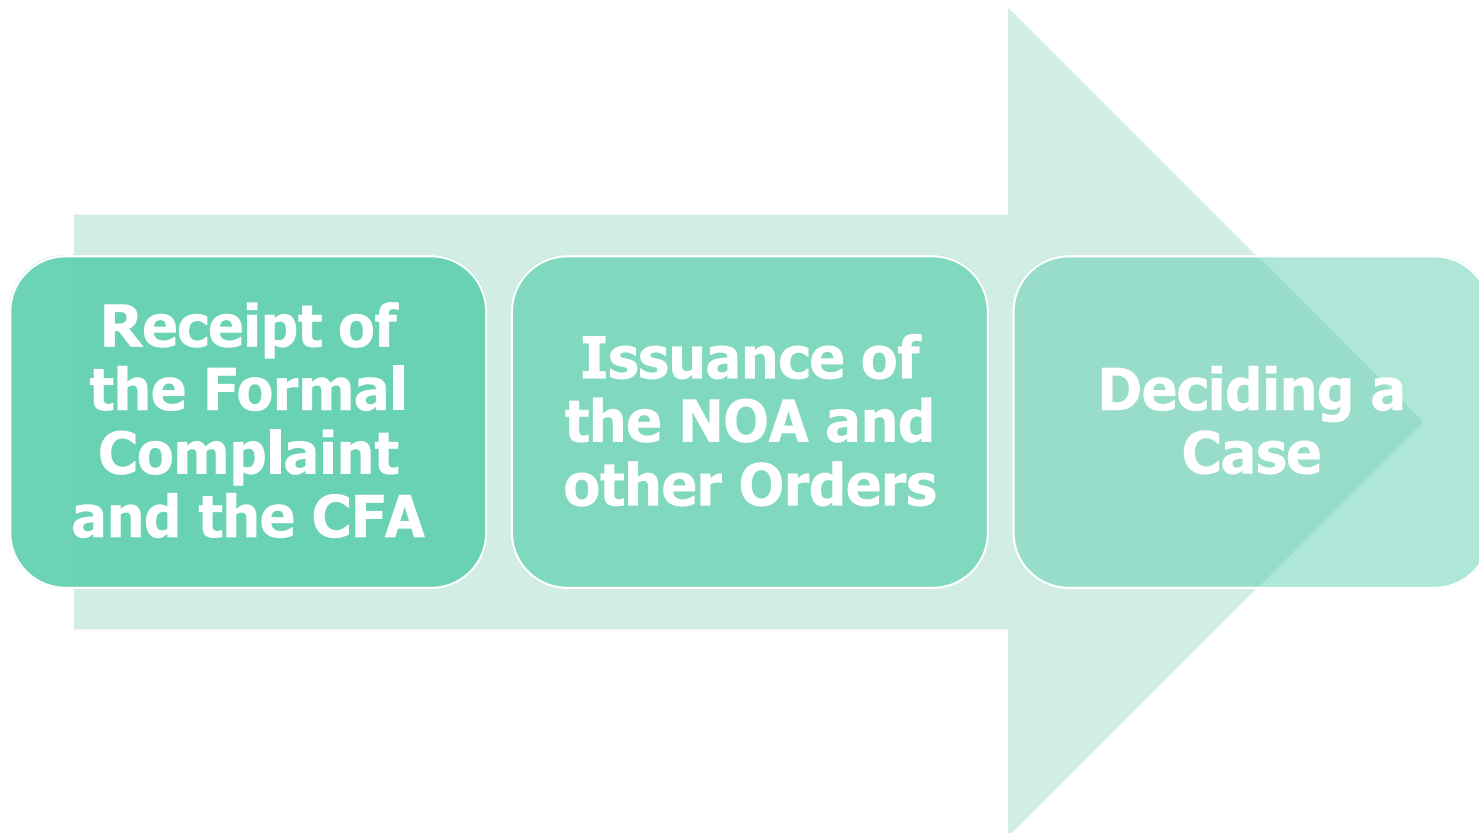 Receipt of
the Formal
Complaint
and the CFA
Issuance of
the NOA and
other Orders
Deciding a
Case